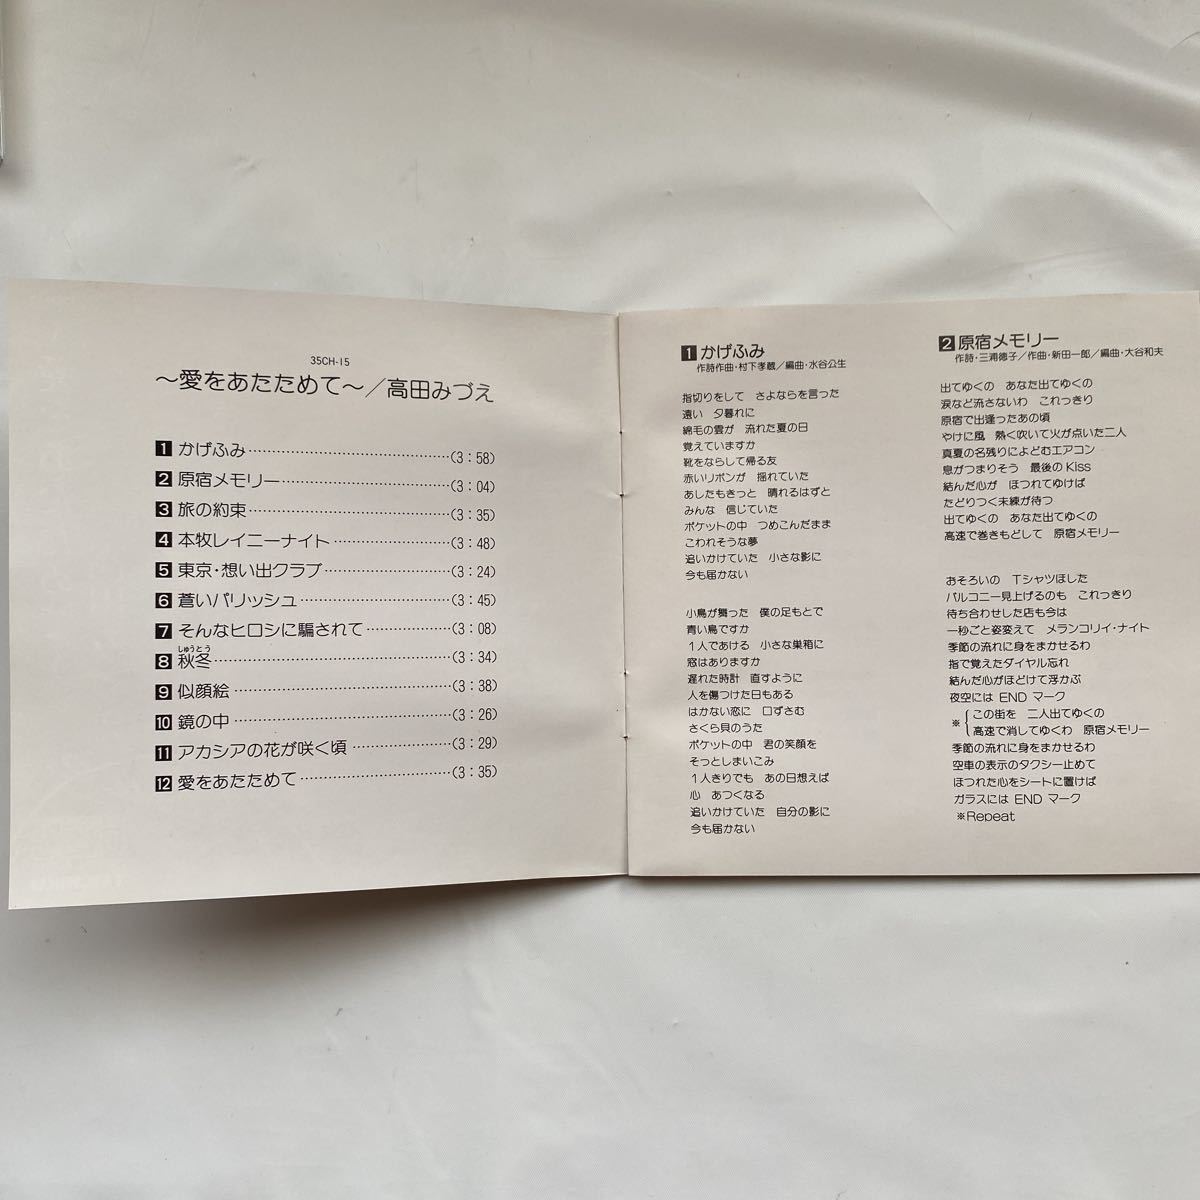 35CH-15
〜愛をあたためて〜／高田みづえ
1 かげふみ……(3：58)
2 原宿メモリー……(3：04)
3 旅の約束……(3：35)
4 本牧レイニーナイト……(3：48)
5 東京・想い出クラブ……(3：24)
6 蒼いパリッシュ……(3：45)
7 そんなヒロシに騙されて……(3：08)
しゅうとう
8 秋冬……(3：34)
9 似顔絵……(3：38)
10 鏡の中……(3：26)
11 アカシアの花が咲く頃……(3：29)
12 愛をあたためて……(3：35)
1 かげふみ
作詩作曲・村下孝蔵／編曲・水谷公生
指切りをして　さよならを言った
遠い　夕暮れに
綿毛の雲が　流れた夏の日
覚えていますか
靴をならして帰る友
赤いリボンが　揺れていた
あしたもきっと　晴れるはずと
みんな　信じていた
ポケットの中　つめこんだまま
こわれそうな夢
追いかけていた　小さな影に
今も届かない
小鳥が舞った　僕の足もとで
青い鳥ですか
1人であける　小さな巣箱に
窓はありますか
遅れた時計　直すように
人を傷つけた日もある
はかない恋に　口ずさむ
さくら貝のうた
ポケットの中　君の笑顔を
そっとしまいこみ
1人きりでも　あの日想えば
心　あつくなる
追いかけていた　自分の影に
今も届かない
2 原宿メモリー
作詩・三浦徳子／作曲・新田一郎／編曲・大谷和夫
出てゆくの　あなた出てゆくの
涙など流さないわ　これっきり
原宿で出逢ったあの頃
やけに風　熱く吹いて火が点いた二人
真夏の名残りによどむエアコン
息がつまりそう　最後のKiss
結んだ心が　ほつれてゆけば
たどりつく未練が待つ
出てゆくの　あなた出てゆくの
高速で巻きもどして　原宿メモリー
おそろいの　Tシャツほした
バルコニー見上げるのも　これっきり
待ち合わせした店も今は
一秒ごと姿変えて　メランコリイ・ナイト
季節の流れに身をまかせるわ
指で覚えたダイヤル忘れ
結んだ心がほどけて浮かぶ
夜空には END マーク
※｛この街を　二人出てゆくの
高速で消してゆくわ　原宿メモリー
季節の流れに身をまかせるわ
空車の表示のタクシー止めて
ほつれた心をシートに置けば
ガラスには END マーク
※Repeat